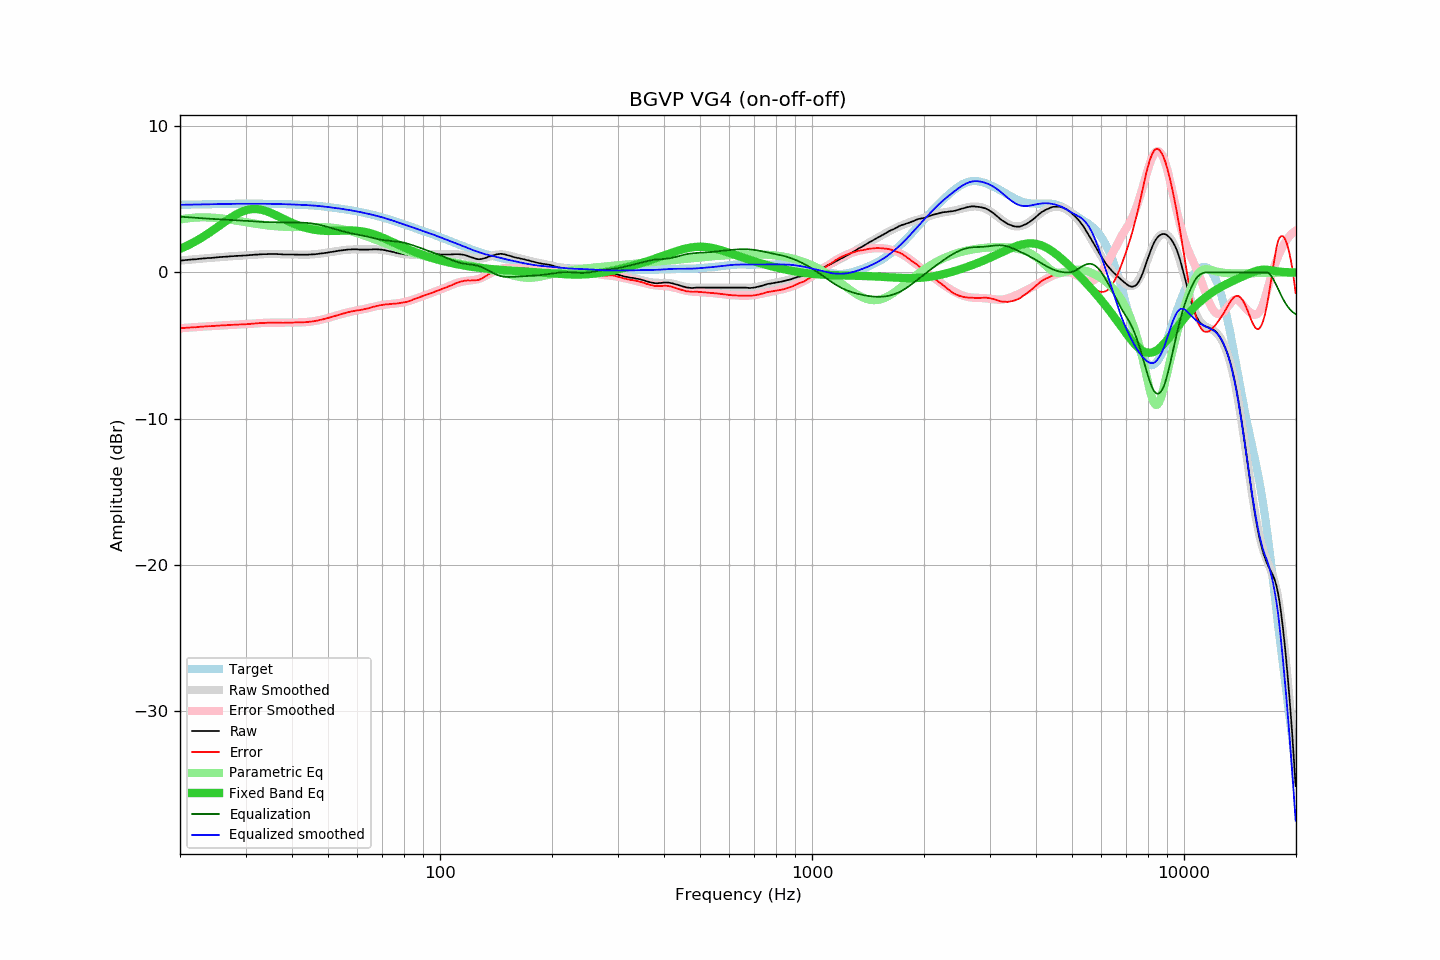 BGVP VG4 (on-off-off)
10
0
−10
−20
−30
Amplitude (dBr)
Target
Raw Smoothed
Error Smoothed
Raw
Error
Parametric Eq
Fixed Band Eq
Equalization
Equalized smoothed
100
1000
10000
Frequency (Hz)